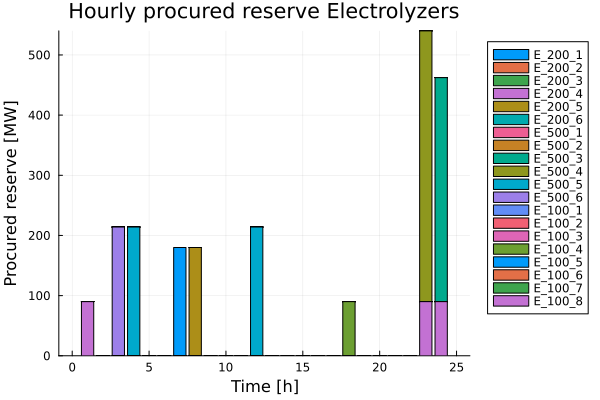 Hourly procured reserve Electrolyzers
Procured reserve [MW]
500
400
300
200
100
0
0 5 10 15 20 25
Time [h]
E_200_1
E_200_2
E_200_3
E_200_4
E_200_5
E_200_6
E_500_1
E_500_2
E_500_3
E_500_4
E_500_5
E_500_6
E_100_1
E_100_2
E_100_3
E_100_4
E_100_5
E_100_6
E_100_7
E_100_8